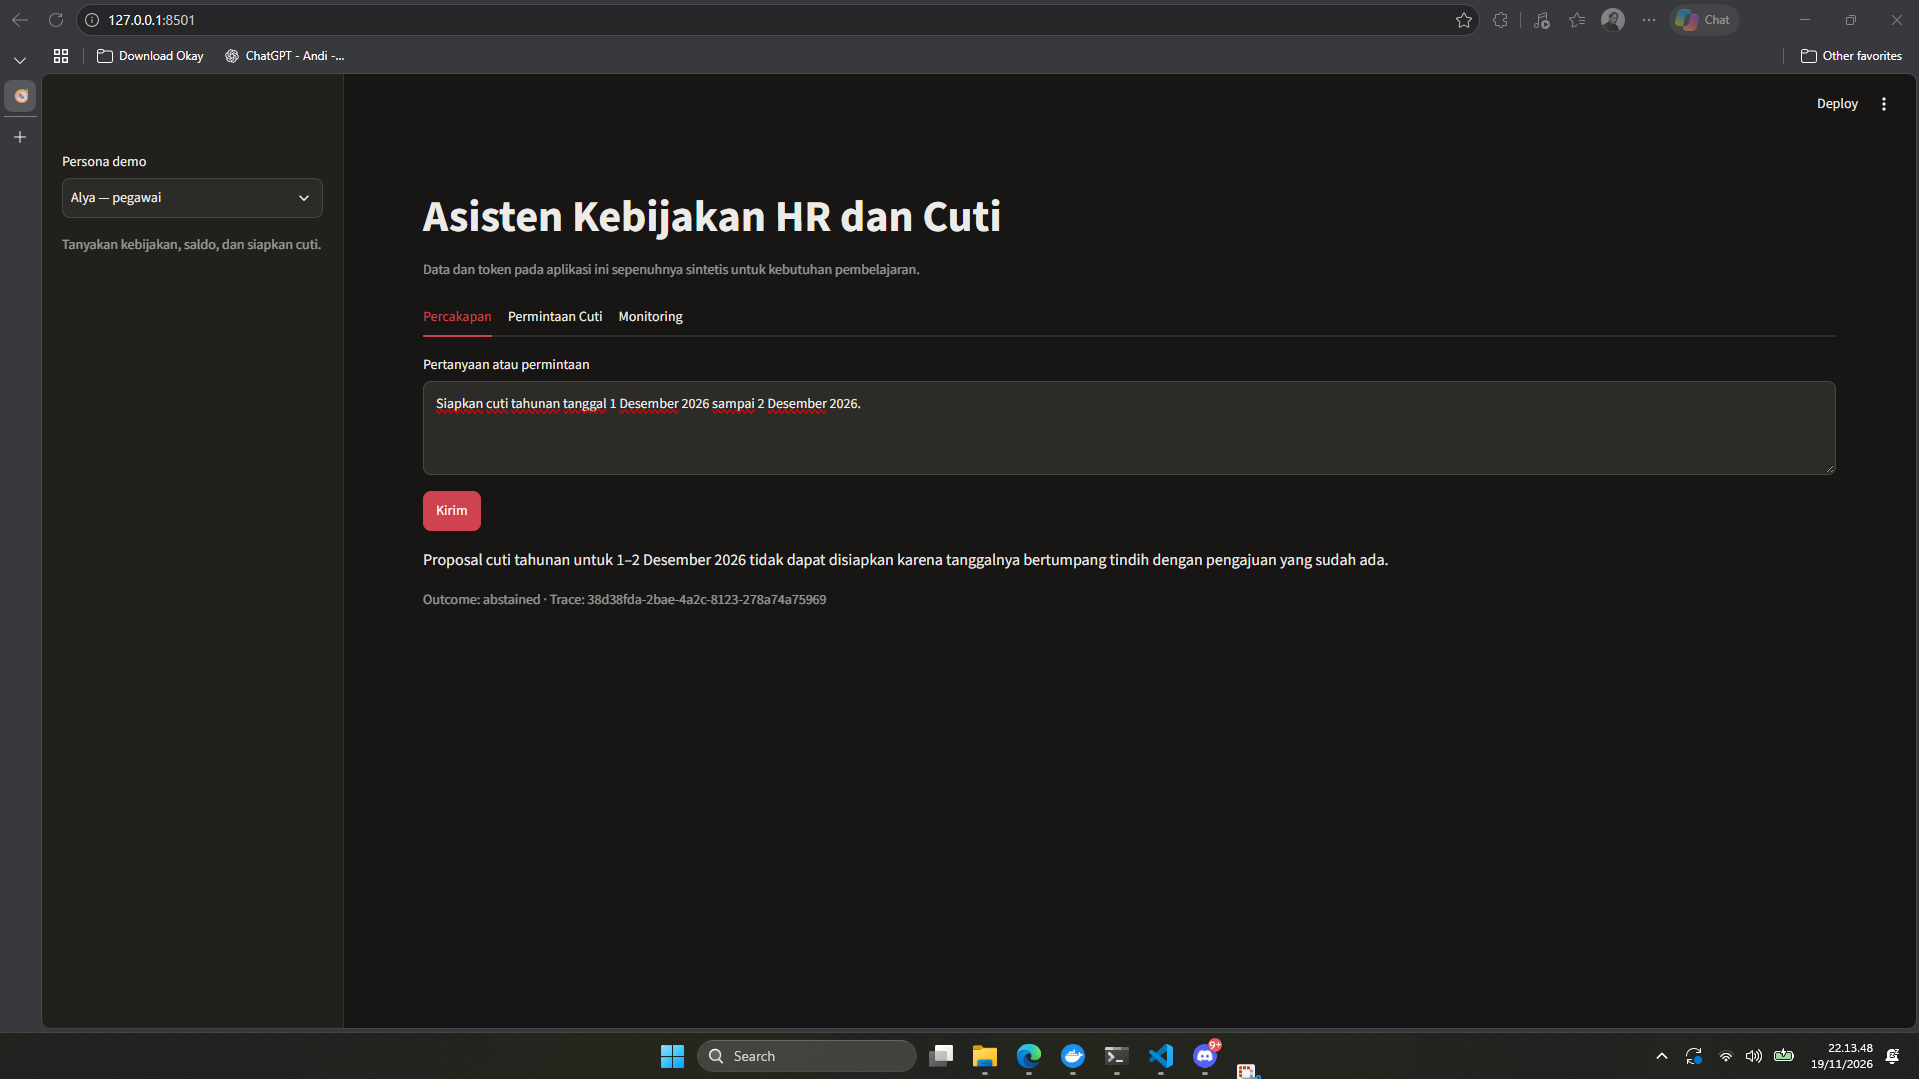 127.0.0.1:8501
Chat
Download Okay
ChatGPT - Andi -...
Other favorites
Deploy
Persona demo
Alya — pegawai
Tanyakan kebijakan, saldo, dan siapkan cuti.
Asisten Kebijakan HR dan Cuti
Data dan token pada aplikasi ini sepenuhnya sintetis untuk kebutuhan pembelajaran.
Percakapan Permintaan Cuti Monitoring
Pertanyaan atau permintaan
Siapkan cuti tahunan tanggal 1 Desember 2026 sampai 2 Desember 2026.
Kirim
Proposal cuti tahunan untuk 1–2 Desember 2026 tidak dapat disiapkan karena tanggalnya bertumpang tindih dengan pengajuan yang sudah ada.
Outcome: abstained · Trace: 38d38fda-2bae-4a2c-8123-278a74a75969
Search
9+
22.13.48
19/11/2026